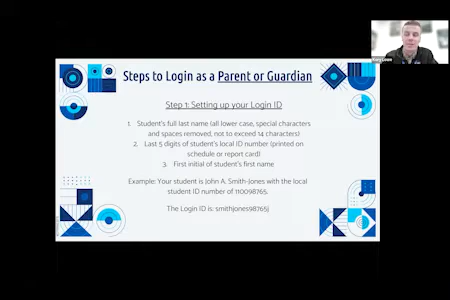 Steps to Login as a Parent or Guardian
Step 1: Setting up your Login ID
1. Student's full last name (all lower case, special characters
and spaces removed, not to exceed 14 characters)
2. Last 5 digits of student's local ID number (printed on
schedule or report card)
3. First initial of student's first name
Example: Your student is John A. Smith-Jones with the local
student ID number of 110098765.
The Login ID is: smithjones98765j